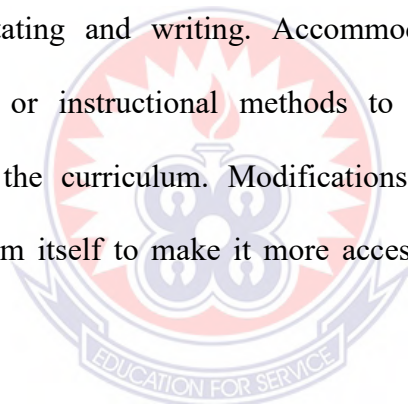 tating and writing. Accommod
or instructional methods to
the curriculum. Modifications
m itself to make it more acces
EDUCATION FOR SERVICE